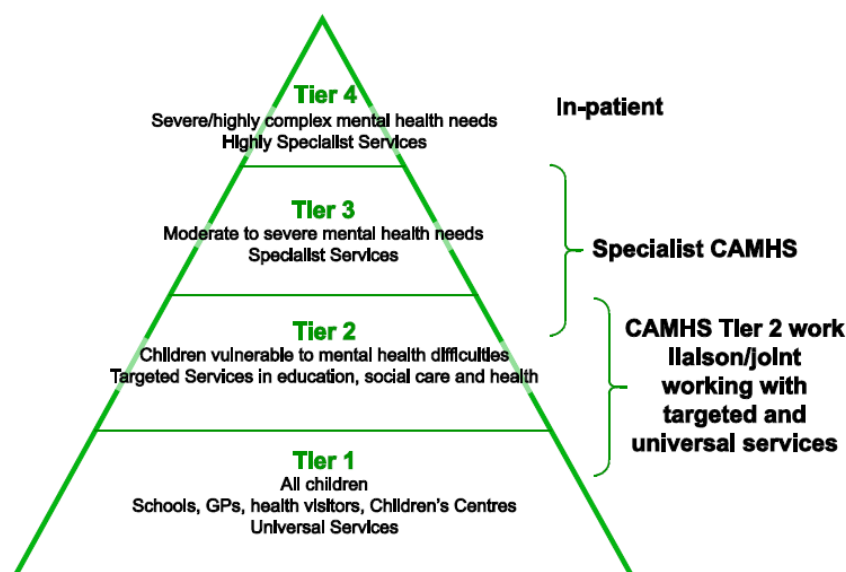 Tier 4
Severe/highly complex mental health needs
Highly Specialist Services
In-patient
Tier 3
Moderate to severe mental health needs
Specialist Services
Specialist CAMHS
Tier 2
Children vulnerable to mental health difficulties
Targeted Services in education, social care and health
CAMHS Tier 2 work
liaison/joint
working with
targeted and
universal services
Tier 1
All children
Schools, GPs, health visitors, Children's Centres
Universal Services